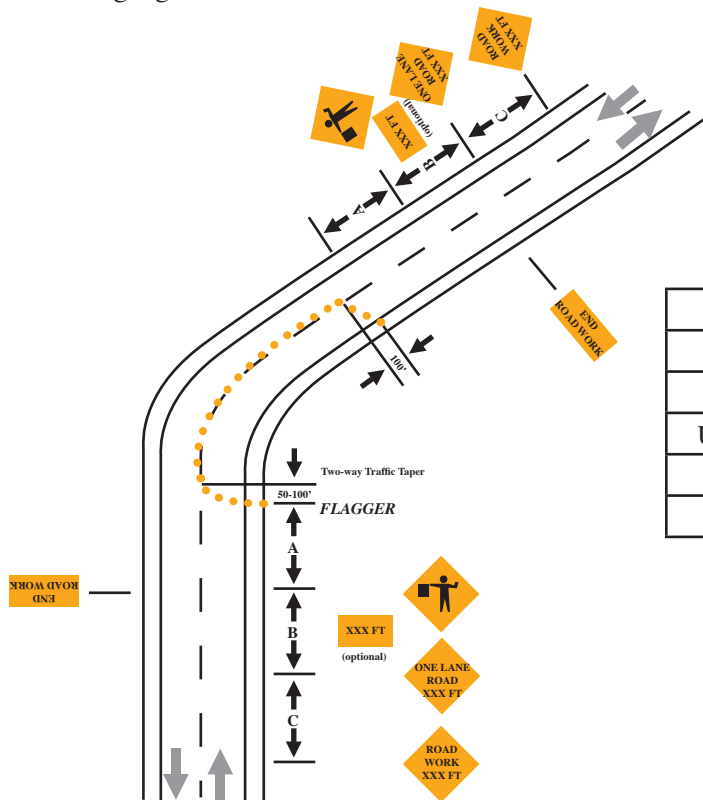 ROAD
WORK
XXX FT
ONE LANE
ROAD
XXX FT
XXX FT
(optional)
C
B
A
END
ROAD WORK
100'
Two-way Traffic Taper
50-100'
FLAGGER
A
END
ROAD WORK
B
XXX FT
(optional)
ONE LANE
ROAD
XXX FT
C
ROAD
WORK
XXX FT